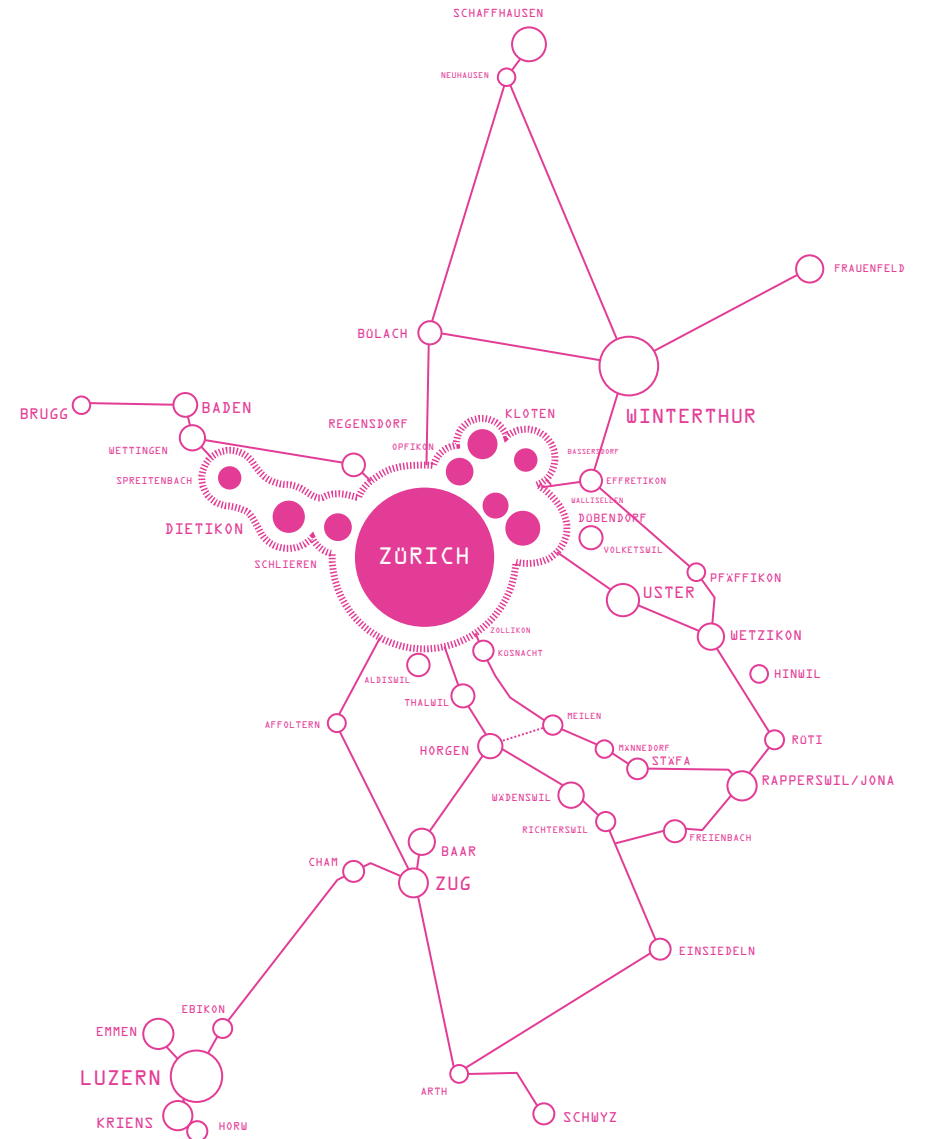 SCHAFFHAUSEN
NEUHAUSEN
FRAUENFELD
BÜLACH
WINTERTHUR
BRUGG
BADEN
REGENSDORF
KLOTEN
WETTINGEN
OPFIKON
BASSERSDORF
SPREITENBACH
EFFRETIKON
WALLISELLEN
DÜBENDORF
DIETIKON
VOLKETSWIL
ZÜRICH
SCHLIEREN
PFÄFFIKON
USTER
ZOLLIKON
WETZIKON
KÜSNACHT
ALDISWIL
HINWIL
THALWIL
MEILEN
AFFOLTERN
HORGEN
MÄNNEDORF
RÜTI
STÄFA
RAPPERSWIL/JONA
WÄDENSWIL
RICHTERSWIL
FREIENBACH
BAAR
CHAM
ZUG
EINSIEDELN
EBIKON
EMMEN
LUZERN
ARTH
KRIENS
HORW
SCHWYZ